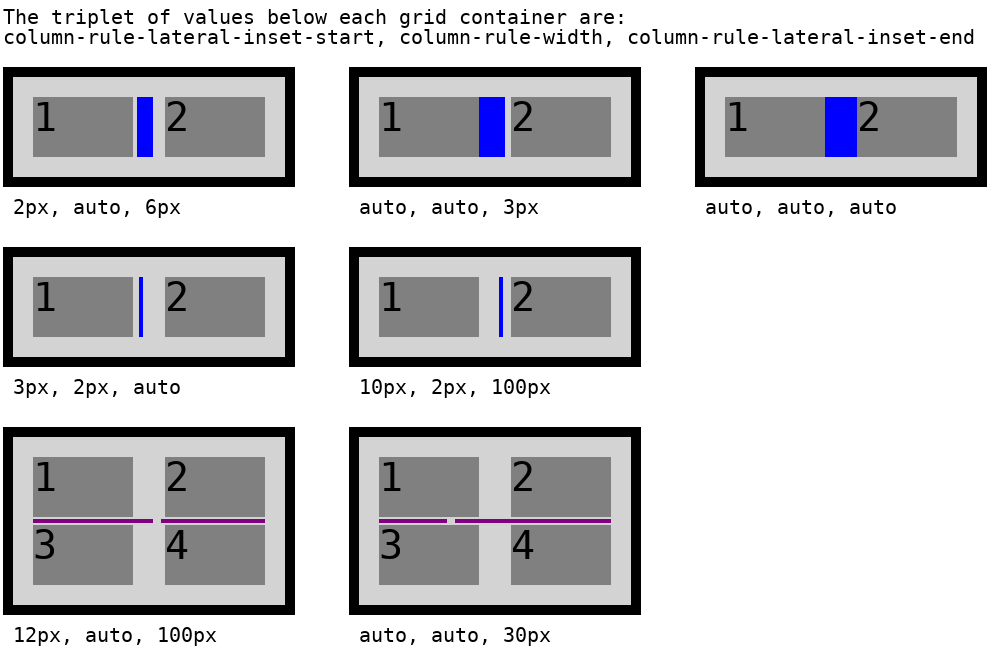 The triplet of values below each grid container are:
column-rule-lateral-inset-start, column-rule-width, column-rule-lateral-inset-end
1 2
1 2
1 2
2px, auto, 6px
auto, auto, 3px
auto, auto, auto
1 2
1 2
3px, 2px, auto
10px, 2px, 100px
1 2
1 2
3 4
3 4
12px, auto, 100px
auto, auto, 30px